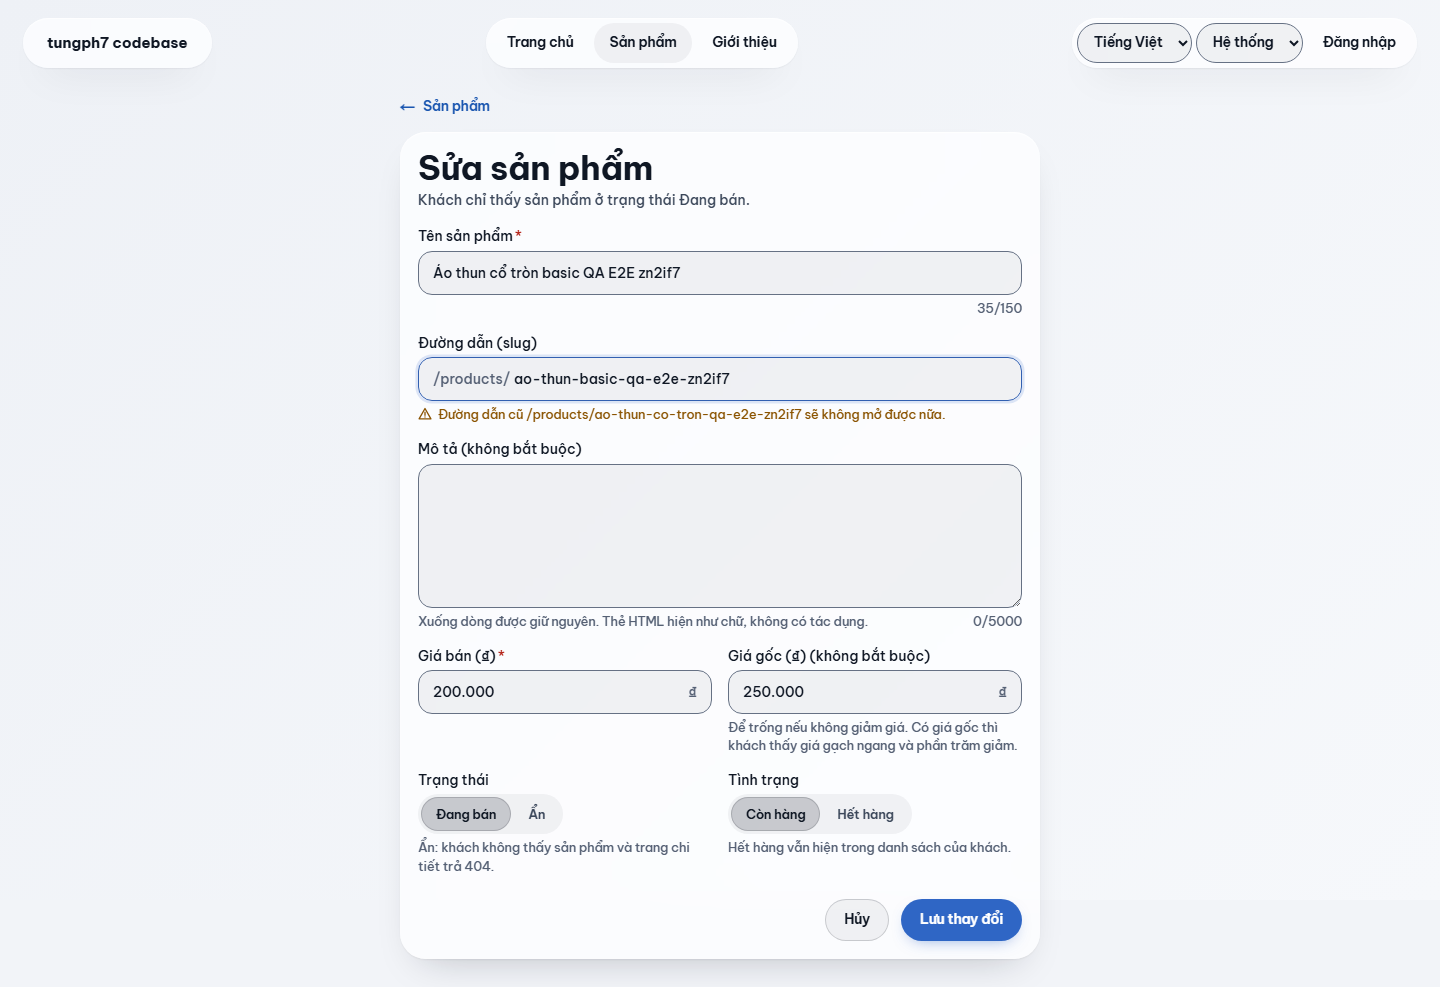 tungph7 codebase
Trang chủ
Sản phẩm
Giới thiệu
Tiếng Việt
Hệ thống
Đăng nhập
← Sản phẩm
Sửa sản phẩm
Khách chỉ thấy sản phẩm ở trạng thái Đang bán.
Tên sản phẩm *
Áo thun cổ tròn basic QA E2E zn2if7
35/150
Đường dẫn (slug)
/products/ ao-thun-basic-qa-e2e-zn2if7
Đường dẫn cũ /products/ao-thun-co-tron-qa-e2e-zn2if7 sẽ không mở được nữa.
Mô tả (không bắt buộc)
Xuống dòng được giữ nguyên. Thẻ HTML hiện như chữ, không có tác dụng.
0/5000
Giá bán (₫) *
200.000 ₫
Giá gốc (₫) (không bắt buộc)
250.000 ₫
Để trống nếu không giảm giá. Có giá gốc thì
khách thấy giá gạch ngang và phần trăm giảm.
Trạng thái
Đang bán
Ẩn
Ẩn: khách không thấy sản phẩm và trang chi
tiết trả 404.
Tình trạng
Còn hàng
Hết hàng
Hết hàng vẫn hiện trong danh sách của khách.
Hủy
Lưu thay đổi